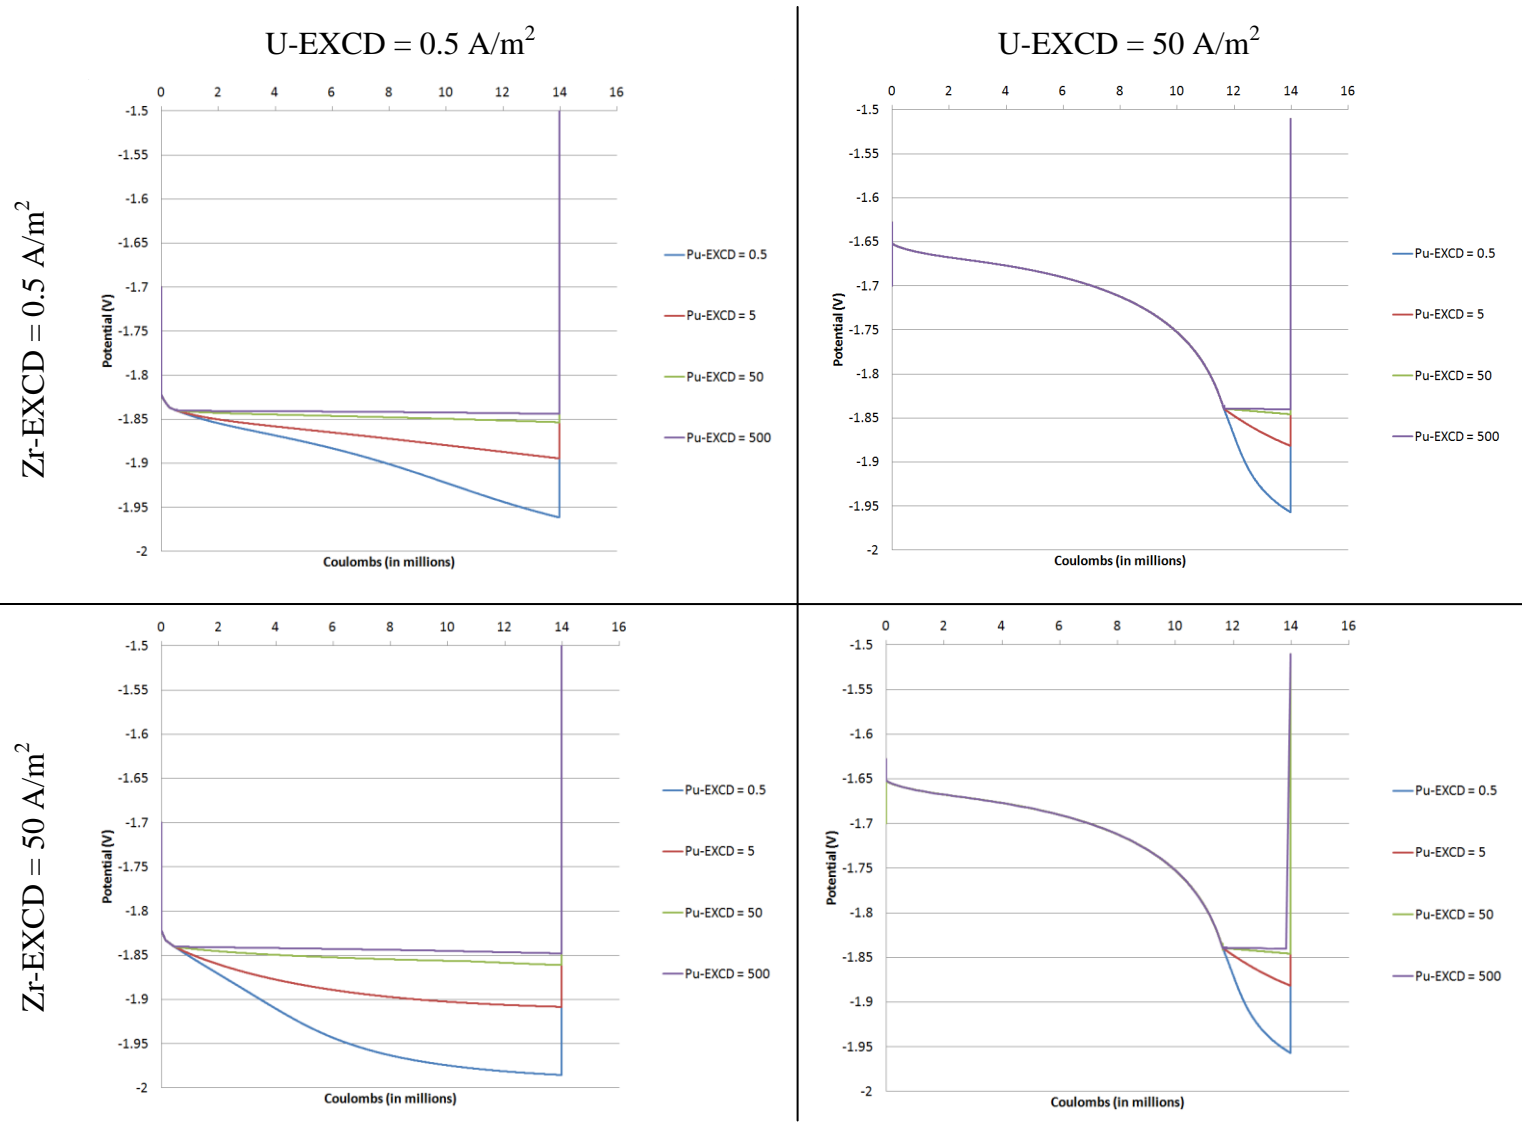 U-EXCD = 0.5 A/m²
U-EXCD = 50 A/m²
Zr-EXCD = 0.5 A/m²
0 2 4 6 8 10 12 14 16
-1.5
-1.55
-1.6
-1.65
-1.7
-1.75
-1.8
-1.85
-1.9
-1.95
-2
Potential (V)
Coulombs (in millions)
Pu-EXCD = 0.5
Pu-EXCD = 5
Pu-EXCD = 50
Pu-EXCD = 500
0 2 4 6 8 10 12 14 16
-1.5
-1.55
-1.6
-1.65
-1.7
-1.75
-1.8
-1.85
-1.9
-1.95
-2
Potential (V)
Coulombs (in millions)
Pu-EXCD = 0.5
Pu-EXCD = 5
Pu-EXCD = 50
Pu-EXCD = 500
Zr-EXCD = 50 A/m²
0 2 4 6 8 10 12 14 16
-1.5
-1.55
-1.6
-1.65
-1.7
-1.75
-1.8
-1.85
-1.9
-1.95
-2
Potential (V)
Coulombs (in millions)
Pu-EXCD = 0.5
Pu-EXCD = 5
Pu-EXCD = 50
Pu-EXCD = 500
0 2 4 6 8 10 12 14 16
-1.5
-1.55
-1.6
-1.65
-1.7
-1.75
-1.8
-1.85
-1.9
-1.95
-2
Potential (V)
Coulombs (in millions)
Pu-EXCD = 0.5
Pu-EXCD = 5
Pu-EXCD = 50
Pu-EXCD = 500